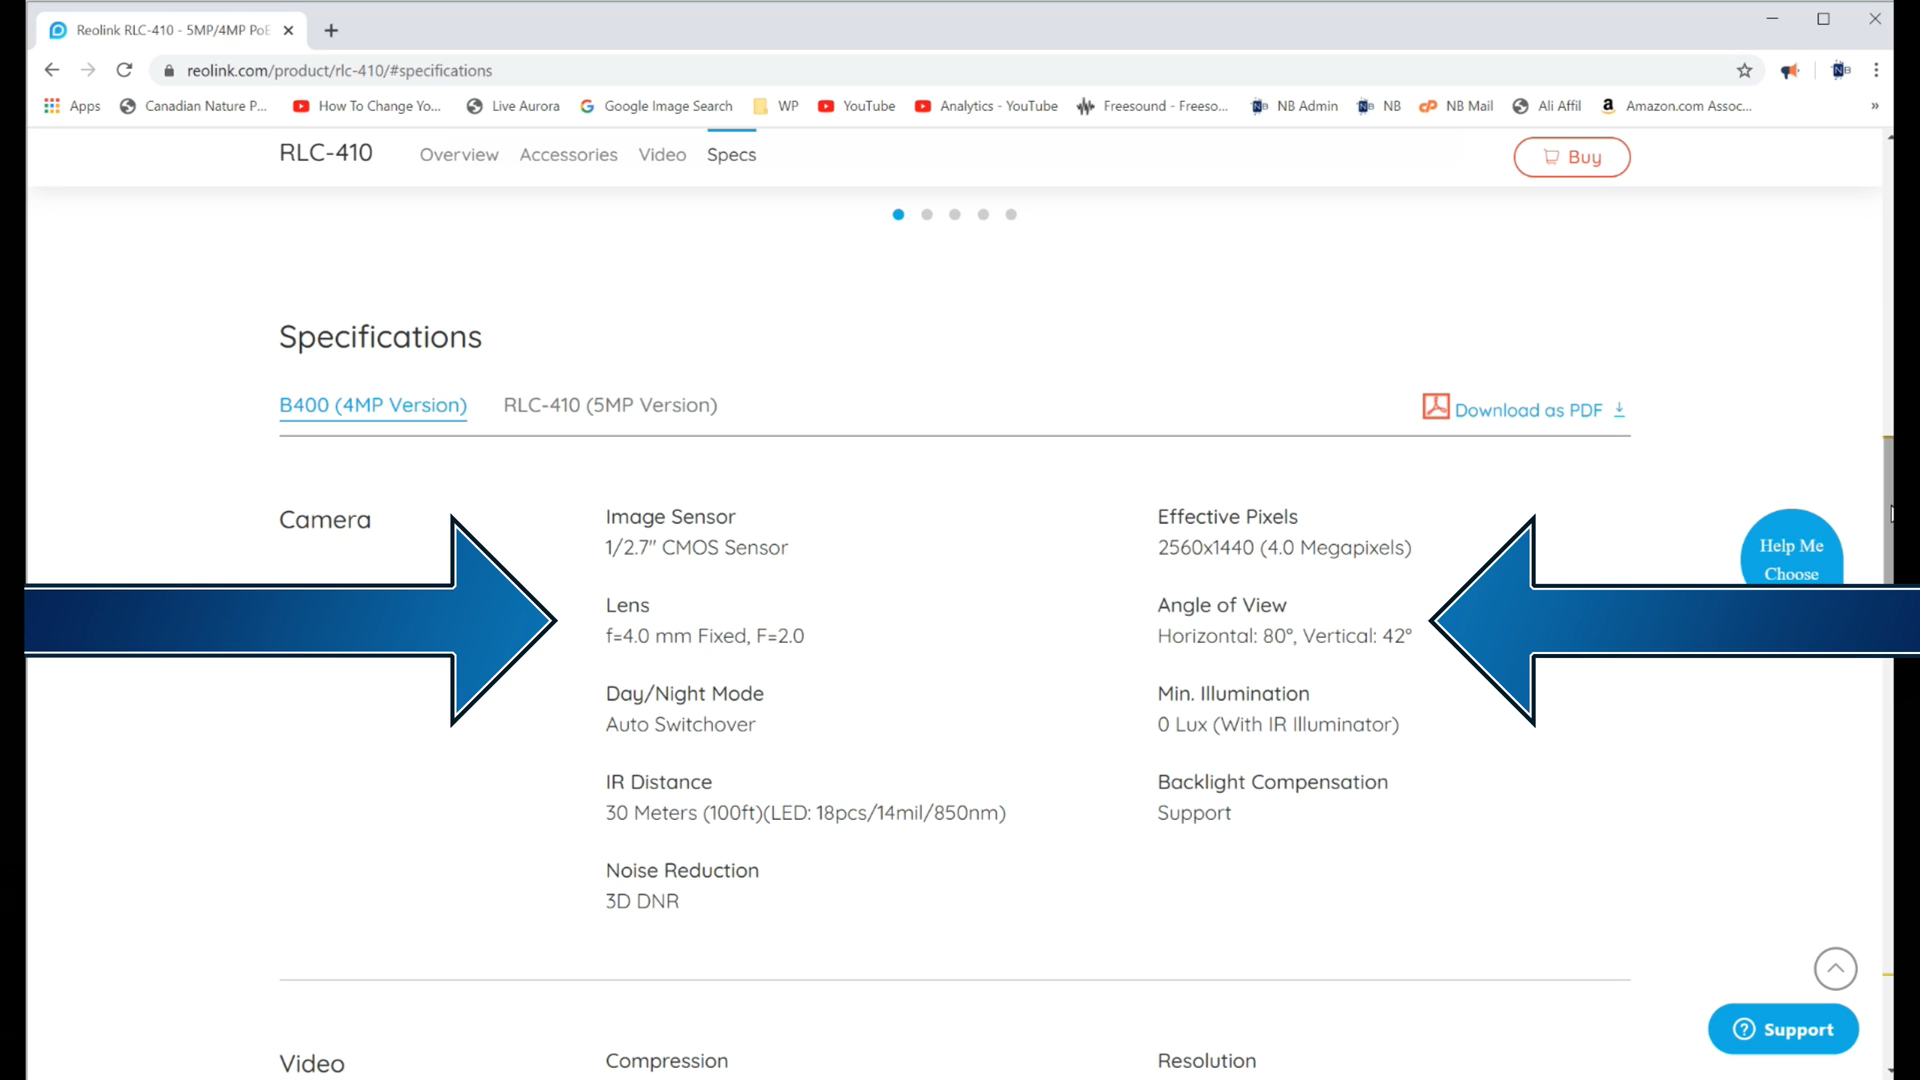 Reolink RLC-410 - 5MP/4MP PoE
reolink.com/product/rlc-410/#specifications
Apps Canadian Nature P... How To Change Yo... Live Aurora Google Image Search WP YouTube Analytics - YouTube Freesound - Freeso... NB Admin NB NB Mail Ali Affil Amazon.com Assoc... »
RLC-410 Overview Accessories Video Specs Buy
Specifications
B400 (4MP Version) RLC-410 (5MP Version) Download as PDF
Camera
Image Sensor
1/2.7" CMOS Sensor
Effective Pixels
2560x1440 (4.0 Megapixels)
Lens
f=4.0 mm Fixed, F=2.0
Angle of View
Horizontal: 80°, Vertical: 42°
Day/Night Mode
Auto Switchover
Min. Illumination
0 Lux (With IR Illuminator)
IR Distance
30 Meters (100ft)(LED: 18pcs/14mil/850nm)
Backlight Compensation
Support
Noise Reduction
3D DNR
Help Me
Choose
Support
Video Compression Resolution